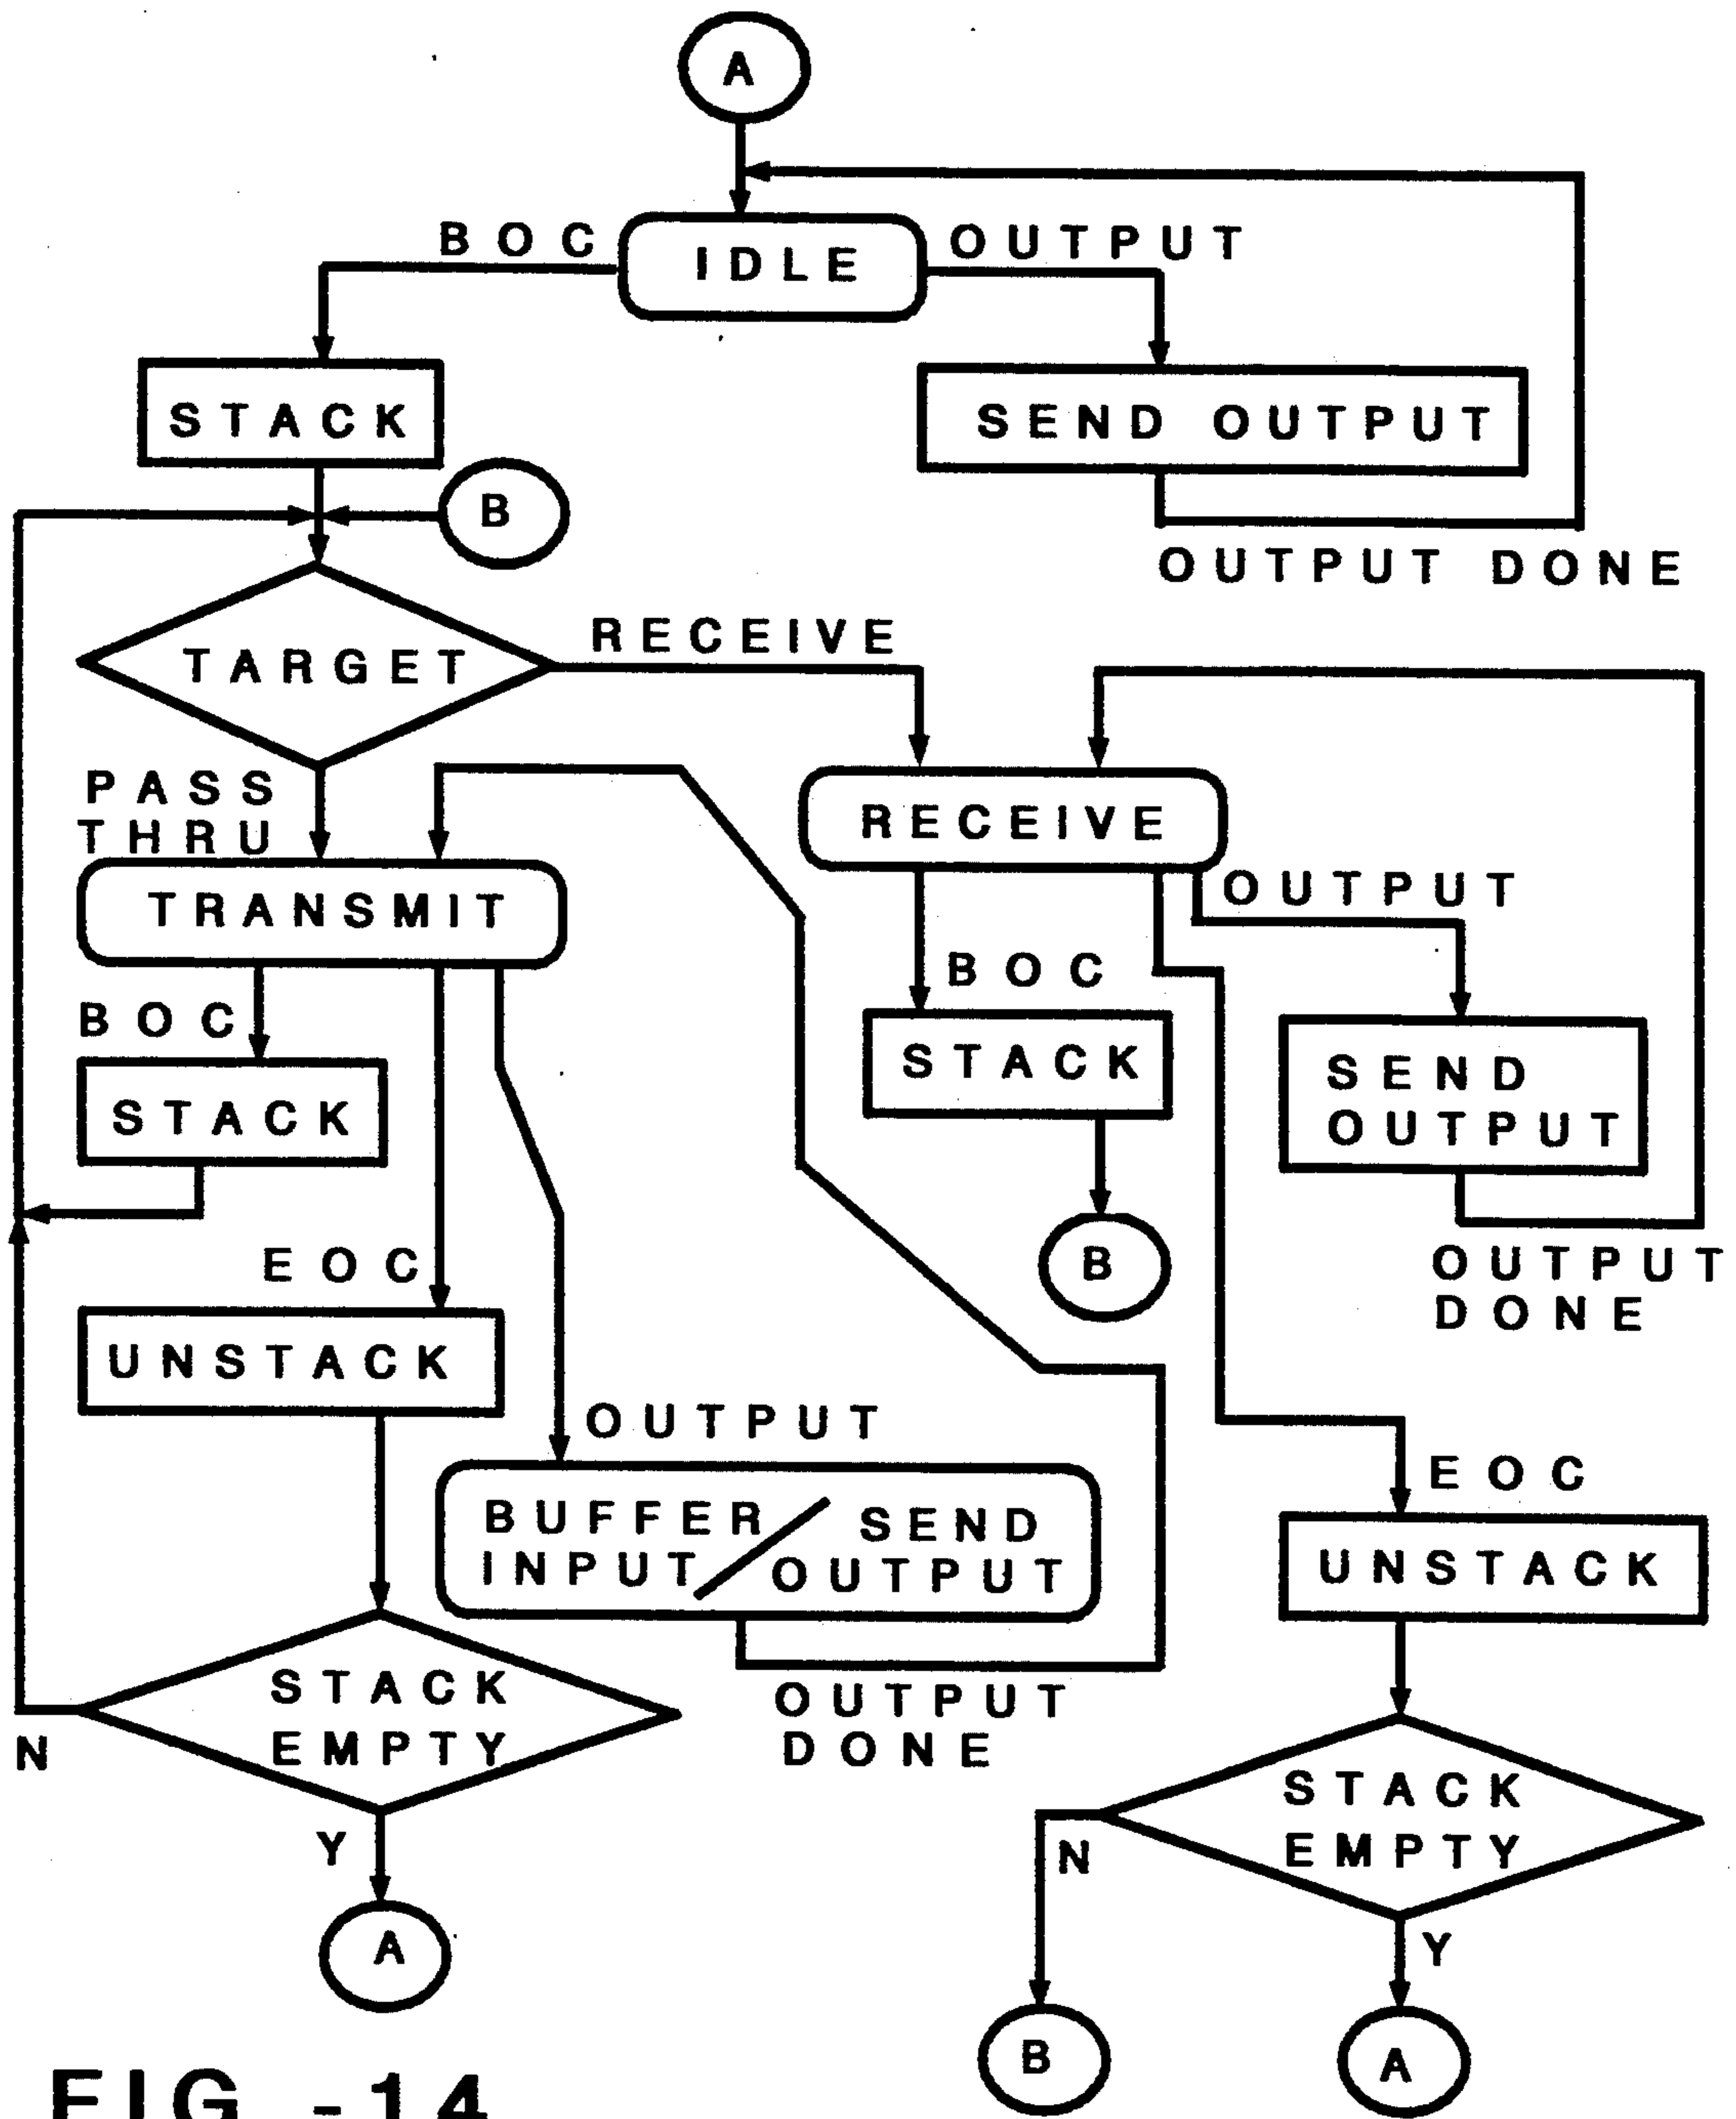 A
BOC
IDLE
OUTPUT
STACK
SEND OUTPUT
B
OUTPUT DONE
TARGET
RECEIVE
PASS
THRU
RECEIVE
TRANSMIT
OUTPUT
BOC
BOC
STACK
STACK
SEND
OUTPUT
B
EOC
OUTPUT
DONE
UNSTACK
OUTPUT
EOC
BUFFER
INPUT
/
SEND
OUTPUT
UNSTACK
STACK
EMPTY
N
OUTPUT
DONE
STACK
EMPTY
Y
N
A
Y
B
A
FIG.-14